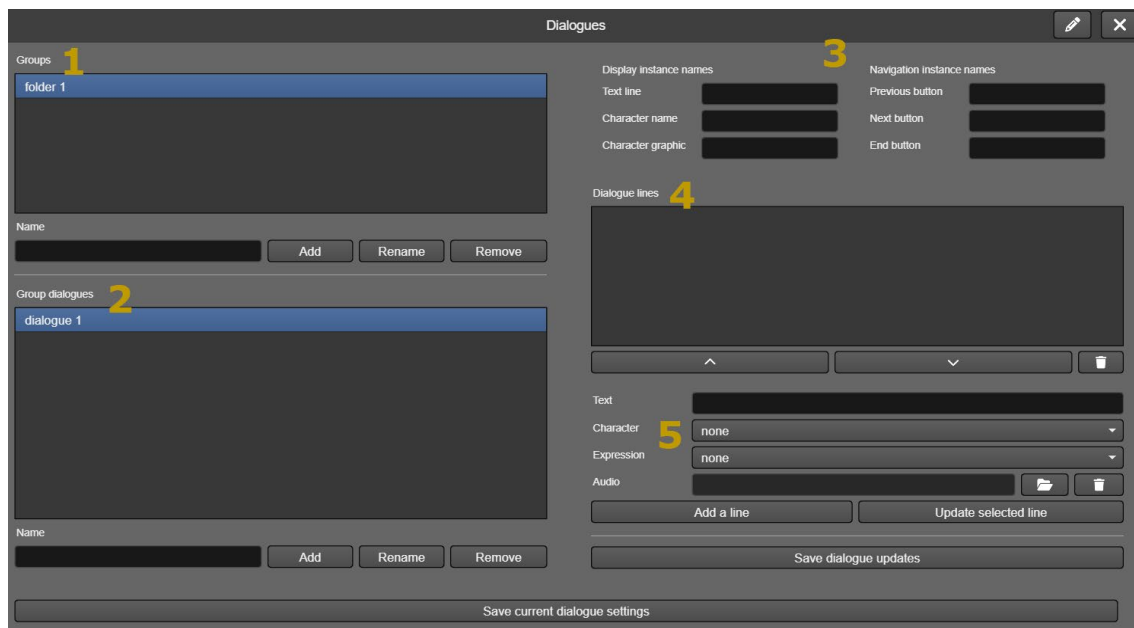 Dialogues
Groups 1
folder 1
Name
Add Rename Remove
Group dialogues 2
dialogue 1
Name
Add Rename Remove
3
Display instance names Navigation instance names
Text line Previous button
Character name Next button
Character graphic End button
Dialogue lines 4
Text
Character 5 none
Expression none
Audio
Add a line Update selected line
Save dialogue updates
Save current dialogue settings